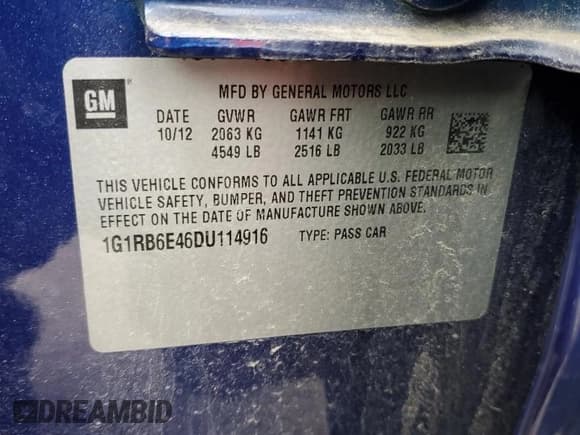 GM ® MFD BY GENERAL MOTORS LLC
DATE GVWR GAWR FRT GAWR RR
10/12 2063 KG 1141 KG 922 KG
4549 LB 2516 LB 2033 LB
THIS VEHICLE CONFORMS TO ALL APPLICABLE U.S. FEDERAL MOTOR
VEHICLE SAFETY, BUMPER, AND THEFT PREVENTION STANDARDS IN
EFFECT ON THE DATE OF MANUFACTURE SHOWN ABOVE.
1G1RB6E46DU114916 TYPE: PASS CAR
DREAMBID